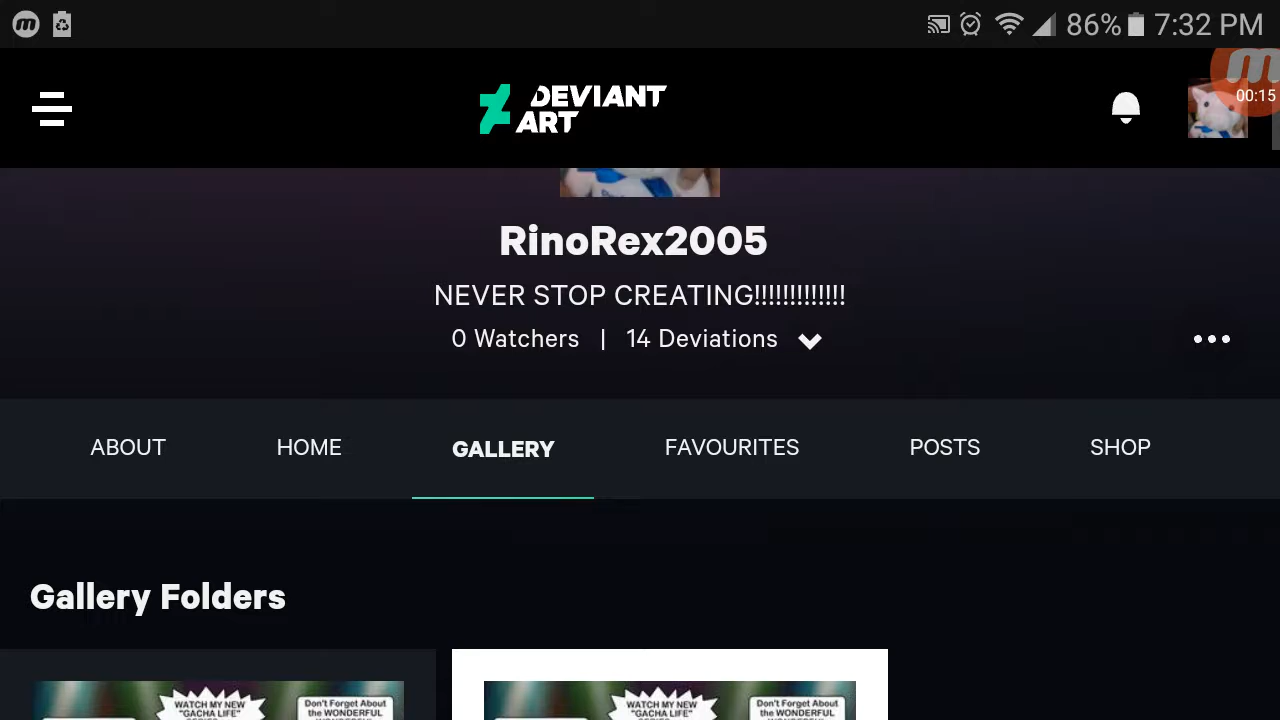 86% 7:32 PM
DEVIANT
ART
00:15
RinoRex2005
NEVER STOP CREATING!!!!!!!!!!!!!
0 Watchers | 14 Deviations
ABOUT HOME GALLERY FAVOURITES POSTS SHOP
Gallery Folders
WATCH MY NEW
"GACHA LIFE"
Don't Forget About
the WONDERFUL
WATCH MY NEW
"GACHA LIFE"
Don't Forget About
the WONDERFUL